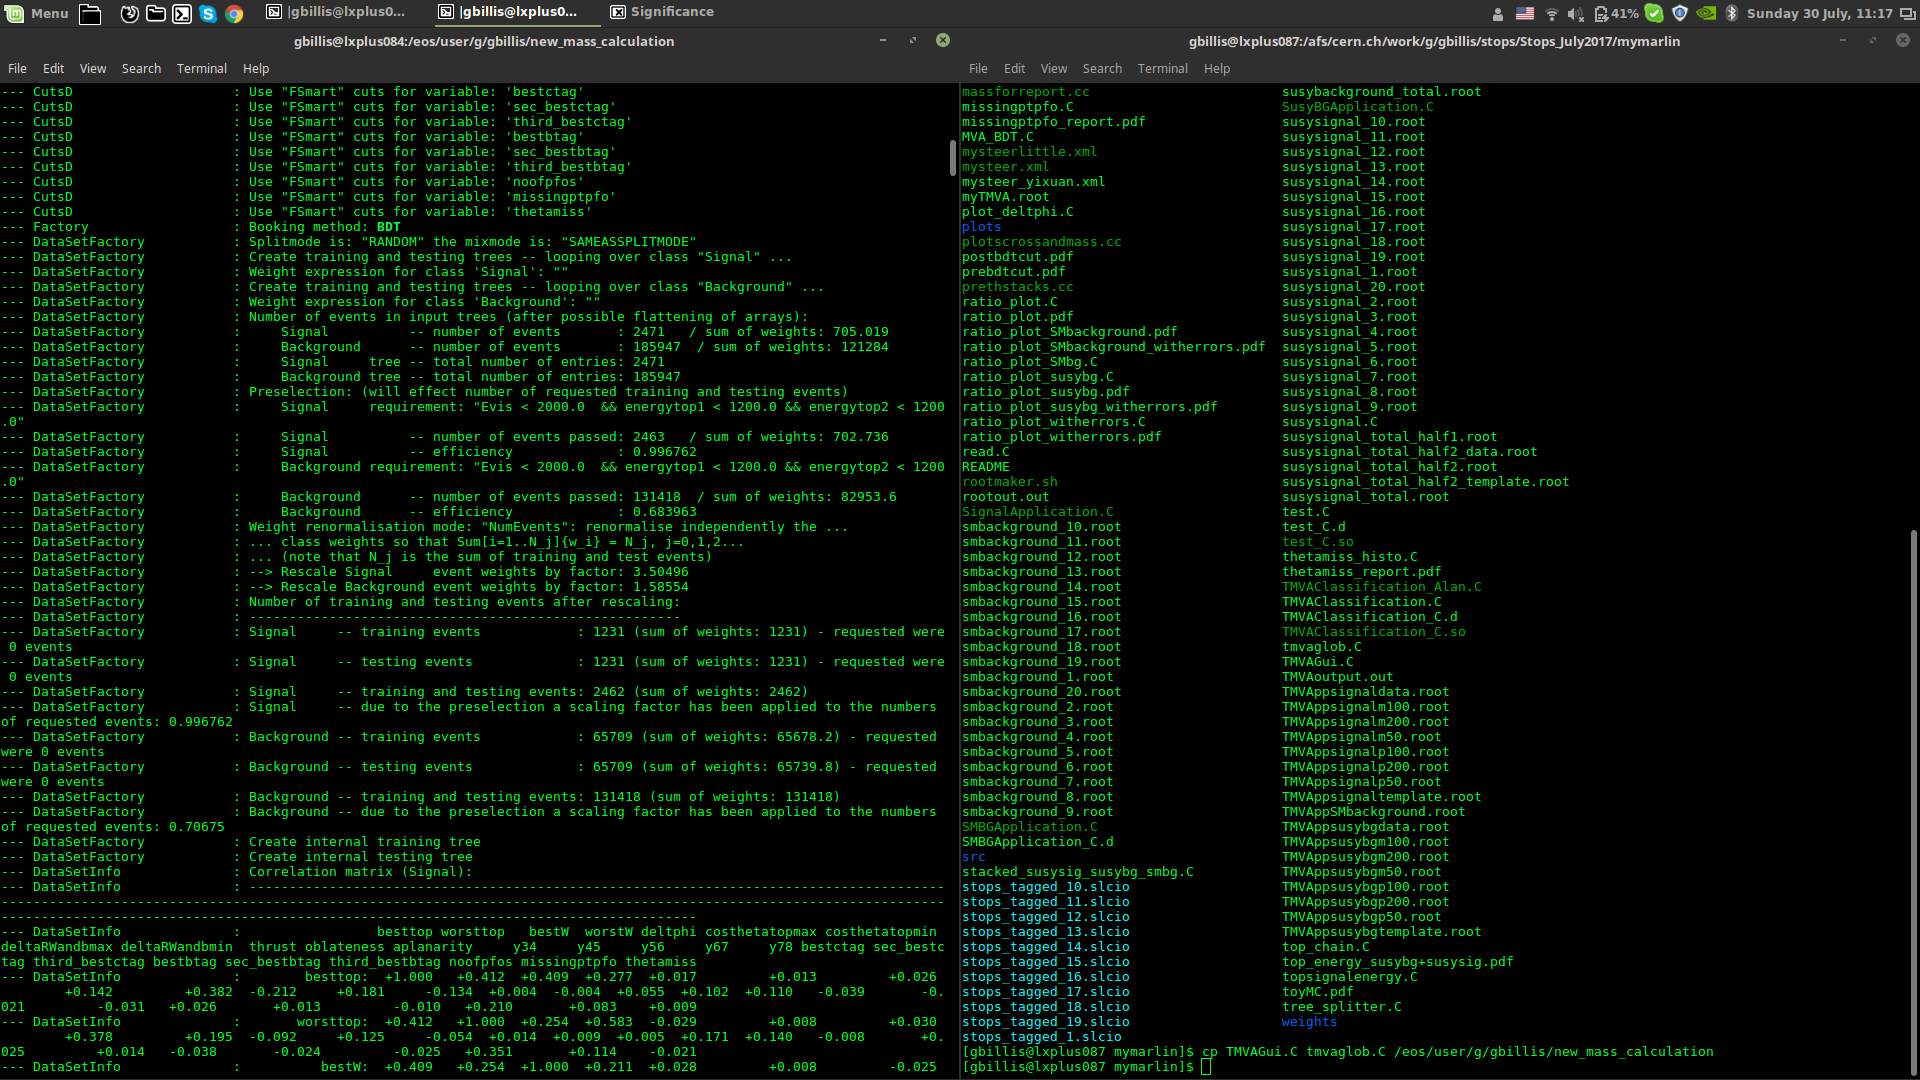 Menu
|gbillis@lxplus0...
|gbillis@lxplus0...
Significance
41%
Sunday 30 July, 11:17
gbillis@lxplus084:/eos/user/g/gbillis/new_mass_calculation
File Edit View Search Terminal Help
--- CutsD : Use "FSmart" cuts for variable: 'bestctag'
--- CutsD : Use "FSmart" cuts for variable: 'sec_bestctag'
--- CutsD : Use "FSmart" cuts for variable: 'third_bestctag'
--- CutsD : Use "FSmart" cuts for variable: 'bestbtag'
--- CutsD : Use "FSmart" cuts for variable: 'sec_bestbtag'
--- CutsD : Use "FSmart" cuts for variable: 'third_bestbtag'
--- CutsD : Use "FSmart" cuts for variable: 'noofpfos'
--- CutsD : Use "FSmart" cuts for variable: 'missingptpfo'
--- CutsD : Use "FSmart" cuts for variable: 'thetamiss'
--- Factory : Booking method: BDT
--- DataSetFactory : Splitmode is: "RANDOM" the mixmode is: "SAMEASSPLITMODE"
--- DataSetFactory : Create training and testing trees -- looping over class "Signal" ...
--- DataSetFactory : Weight expression for class 'Signal': ""
--- DataSetFactory : Create training and testing trees -- looping over class "Background" ...
--- DataSetFactory : Weight expression for class 'Background': ""
--- DataSetFactory : Number of events in input trees (after possible flattening of arrays):
--- DataSetFactory : Signal -- number of events : 2471 / sum of weights: 705.019
--- DataSetFactory : Background -- number of events : 185947 / sum of weights: 121284
--- DataSetFactory : Signal tree -- total number of entries: 2471
--- DataSetFactory : Background tree -- total number of entries: 185947
--- DataSetFactory : Preselection: (will effect number of requested training and testing events)
--- DataSetFactory : Signal requirement: "Evis < 2000.0 && energytop1 < 1200.0 && energytop2 < 1200
.0"
--- DataSetFactory : Signal -- number of events passed: 2463 / sum of weights: 702.736
--- DataSetFactory : Signal -- efficiency : 0.996762
--- DataSetFactory : Background requirement: "Evis < 2000.0 && energytop1 < 1200.0 && energytop2 < 1200
.0"
--- DataSetFactory : Background -- number of events passed: 131418 / sum of weights: 82953.6
--- DataSetFactory : Background -- efficiency : 0.683963
--- DataSetFactory : Weight renormalisation mode: "NumEvents": renormalise independently the ...
--- DataSetFactory : ... class weights so that Sum[i=1..N_j]{w_i} = N_j, j=0,1,2...
--- DataSetFactory : ... (note that N_j is the sum of training and test events)
--- DataSetFactory : --> Rescale Signal event weights by factor: 3.50496
--- DataSetFactory : --> Rescale Background event weights by factor: 1.58554
--- DataSetFactory : Number of training and testing events after rescaling:
--- DataSetFactory : ------------------------------------------------------
--- DataSetFactory : Signal -- training events : 1231 (sum of weights: 1231) - requested were
0 events
--- DataSetFactory : Signal -- testing events : 1231 (sum of weights: 1231) - requested were
0 events
--- DataSetFactory : Signal -- training and testing events: 2462 (sum of weights: 2462)
--- DataSetFactory : Signal -- due to the preselection a scaling factor has been applied to the numbers
of requested events: 0.996762
--- DataSetFactory : Background -- training events : 65709 (sum of weights: 65678.2) - requested
were 0 events
--- DataSetFactory : Background -- testing events : 65709 (sum of weights: 65739.8) - requested
were 0 events
--- DataSetFactory : Background -- training and testing events: 131418 (sum of weights: 131418)
--- DataSetFactory : Background -- due to the preselection a scaling factor has been applied to the numbers
of requested events: 0.70675
--- DataSetFactory : Create internal training tree
--- DataSetFactory : Create internal testing tree
--- DataSetInfo : Correlation matrix (Signal):
--- DataSetInfo : ---------------------------------------------------------------------------------------
--- DataSetInfo : besttop worsttop bestW worstW deltphi costhetatopmax costhetatopmin
deltaRWandbmax deltaRWandbmin thrust oblateness aplanarity y34 y45 y56 y67 y78 bestctag sec_bestc
tag third_bestctag bestbtag sec_bestbtag third_bestbtag noofpfos missingptpfo thetamiss
--- DataSetInfo : besttop: +1.000 +0.412 +0.409 +0.277 +0.017 +0.013 +0.026
+0.142 +0.382 -0.212 +0.181 -0.134 +0.004 -0.004 +0.055 +0.102 +0.110 -0.039 -0.
021 -0.031 +0.026 +0.013 -0.010 +0.210 +0.083 +0.009
--- DataSetInfo : worsttop: +0.412 +1.000 +0.254 +0.583 -0.029 +0.008 +0.030
+0.378 +0.195 -0.092 +0.125 -0.054 +0.014 +0.009 +0.005 +0.171 +0.140 -0.008 +0.
025 +0.014 -0.038 -0.024 -0.025 +0.351 +0.114 -0.021
--- DataSetInfo : bestW: +0.409 +0.254 +1.000 +0.211 +0.028 +0.008 -0.025
gbillis@lxplus087:/afs/cern.ch/work/g/gbillis/stops/Stops_July2017/mymarlin
File Edit View Search Terminal Help
massforreport.cc susybackground_total.root
missingptpfo.C SusyBGApplication.C
missingptpfo_report.pdf susysignal_10.root
MVA_BDT.C susysignal_11.root
mysteerlittle.xml susysignal_12.root
mysteer.xml susysignal_13.root
mysteer_yixuan.xml susysignal_14.root
myTMVA.root susysignal_15.root
plot_deltphi.C susysignal_16.root
plots susysignal_17.root
plotscrossandmass.cc susysignal_18.root
postbdtcut.pdf susysignal_19.root
prebdtcut.pdf susysignal_1.root
prethstacks.cc susysignal_20.root
ratio_plot.C susysignal_2.root
ratio_plot.pdf susysignal_3.root
ratio_plot_SMbackground.pdf susysignal_4.root
ratio_plot_SMbackground_witherrors.pdf susysignal_5.root
ratio_plot_SMbg.C susysignal_6.root
ratio_plot_susybg.C susysignal_7.root
ratio_plot_susybg.pdf susysignal_8.root
ratio_plot_susybg_witherrors.pdf susysignal_9.root
ratio_plot_witherrors.C susysignal.C
ratio_plot_witherrors.pdf susysignal_total_half1.root
read.C susysignal_total_half2_data.root
README susysignal_total_half2.root
rootmaker.sh susysignal_total_half2_template.root
rootout.out susysignal_total.root
SignalApplication.C test.C
smbackground_10.root test_C.d
smbackground_11.root test_C.so
smbackground_12.root thetamiss_histo.C
smbackground_13.root thetamiss_report.pdf
smbackground_14.root TMVAClassification_Alan.C
smbackground_15.root TMVAClassification.C
smbackground_16.root TMVAClassification_C.d
smbackground_17.root TMVAClassification_C.so
smbackground_18.root tmvaglob.C
smbackground_19.root TMVAGui.C
smbackground_1.root TMVAoutput.out
smbackground_20.root TMVAppsignaldata.root
smbackground_2.root TMVAppsignalm100.root
smbackground_3.root TMVAppsignalm200.root
smbackground_4.root TMVAppsignalm50.root
smbackground_5.root TMVAppsignalp100.root
smbackground_6.root TMVAppsignalp200.root
smbackground_7.root TMVAppsignalp50.root
smbackground_8.root TMVAppsignaltemplate.root
smbackground_9.root TMVAppSMbackground.root
SMBGApplication.C TMVAppsusybgdata.root
SMBGApplication_C.d TMVAppsusybgm100.root
src TMVAppsusybgm200.root
stacked_susysig_susybg_smbg.C TMVAppsusybgm50.root
stops_tagged_10.slcio TMVAppsusybgp100.root
stops_tagged_11.slcio TMVAppsusybgp200.root
stops_tagged_12.slcio TMVAppsusybgp50.root
stops_tagged_13.slcio TMVAppsusybgtemplate.root
stops_tagged_14.slcio top_chain.C
stops_tagged_15.slcio top_energy_susybg+susysig.pdf
stops_tagged_16.slcio topsignalenergy.C
stops_tagged_17.slcio toyMC.pdf
stops_tagged_18.slcio tree_splitter.C
stops_tagged_19.slcio weights
stops_tagged_1.slcio
[gbillis@lxplus087 mymarlin]$ cp TMVAGui.C tmvaglob.C /eos/user/g/gbillis/new_mass_calculation
[gbillis@lxplus087 mymarlin]$